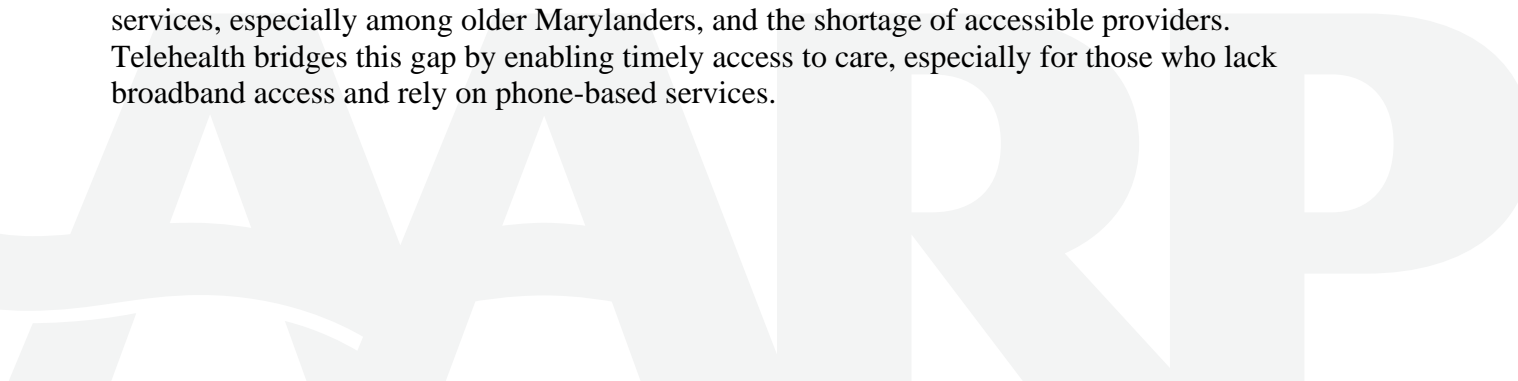 services, especially among older Marylanders, and the shortage of accessible providers.
Telehealth bridges this gap by enabling timely access to care, especially for those who lack
broadband access and rely on phone-based services.
AARP